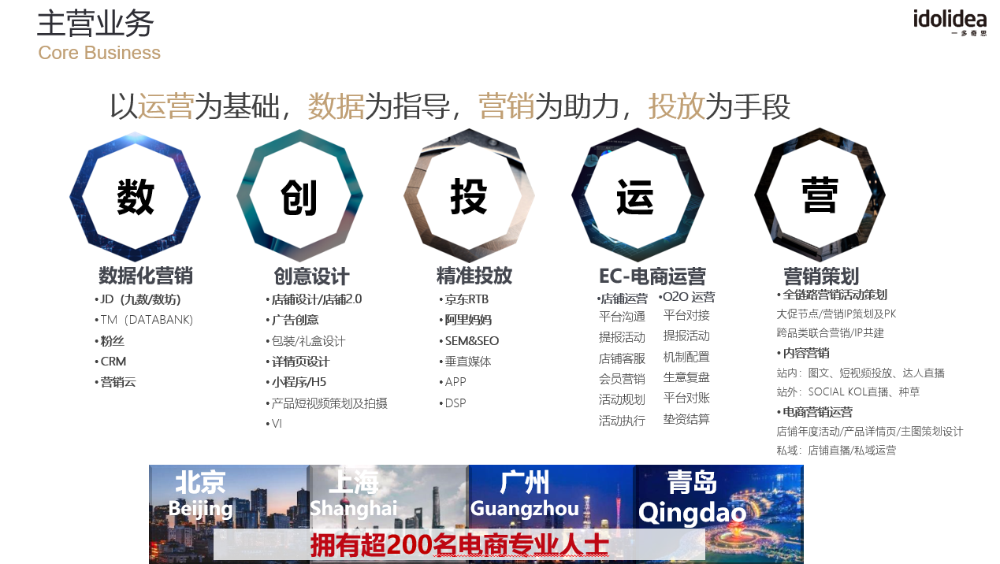 主营业务
Core Business
idolidea
一多奇思
以运营为基础，数据为指导，营销为助力，投放为手段
数
创
投
运
营
数据化营销
•JD（九数/数坊）
•TM（DATABANK)
•粉丝
•CRM
•营销云
创意设计
•店铺设计/店铺2.0
•广告创意
•包装/礼盒设计
•详情页设计
•小程序/H5
•产品短视频策划及拍摄
•VI
精准投放
•京东RTB
•阿里妈妈
•SEM&SEO
•垂直媒体
•APP
•DSP
EC-电商运营
•店铺运营
平台沟通
提报活动
店铺客服
会员营销
活动规划
活动执行
•O2O 运营
平台对接
提报活动
机制配置
生意复盘
平台对账
垫资结算
营销策划
•全链路营销活动策划
大促节点/营销IP策划及PK
跨品类联合营销/IP共建
•内容营销
站内：图文、短视频投放、达人直播
站外：SOCIAL KOL直播、种草
•电商营销运营
店铺年度活动/产品详情页/主图策划设计
私域：店铺直播/私域运营
北京
Beijing
上海
Shanghai
广州
Guangzhou
青岛
Qingdao
拥有超200名电商专业人士